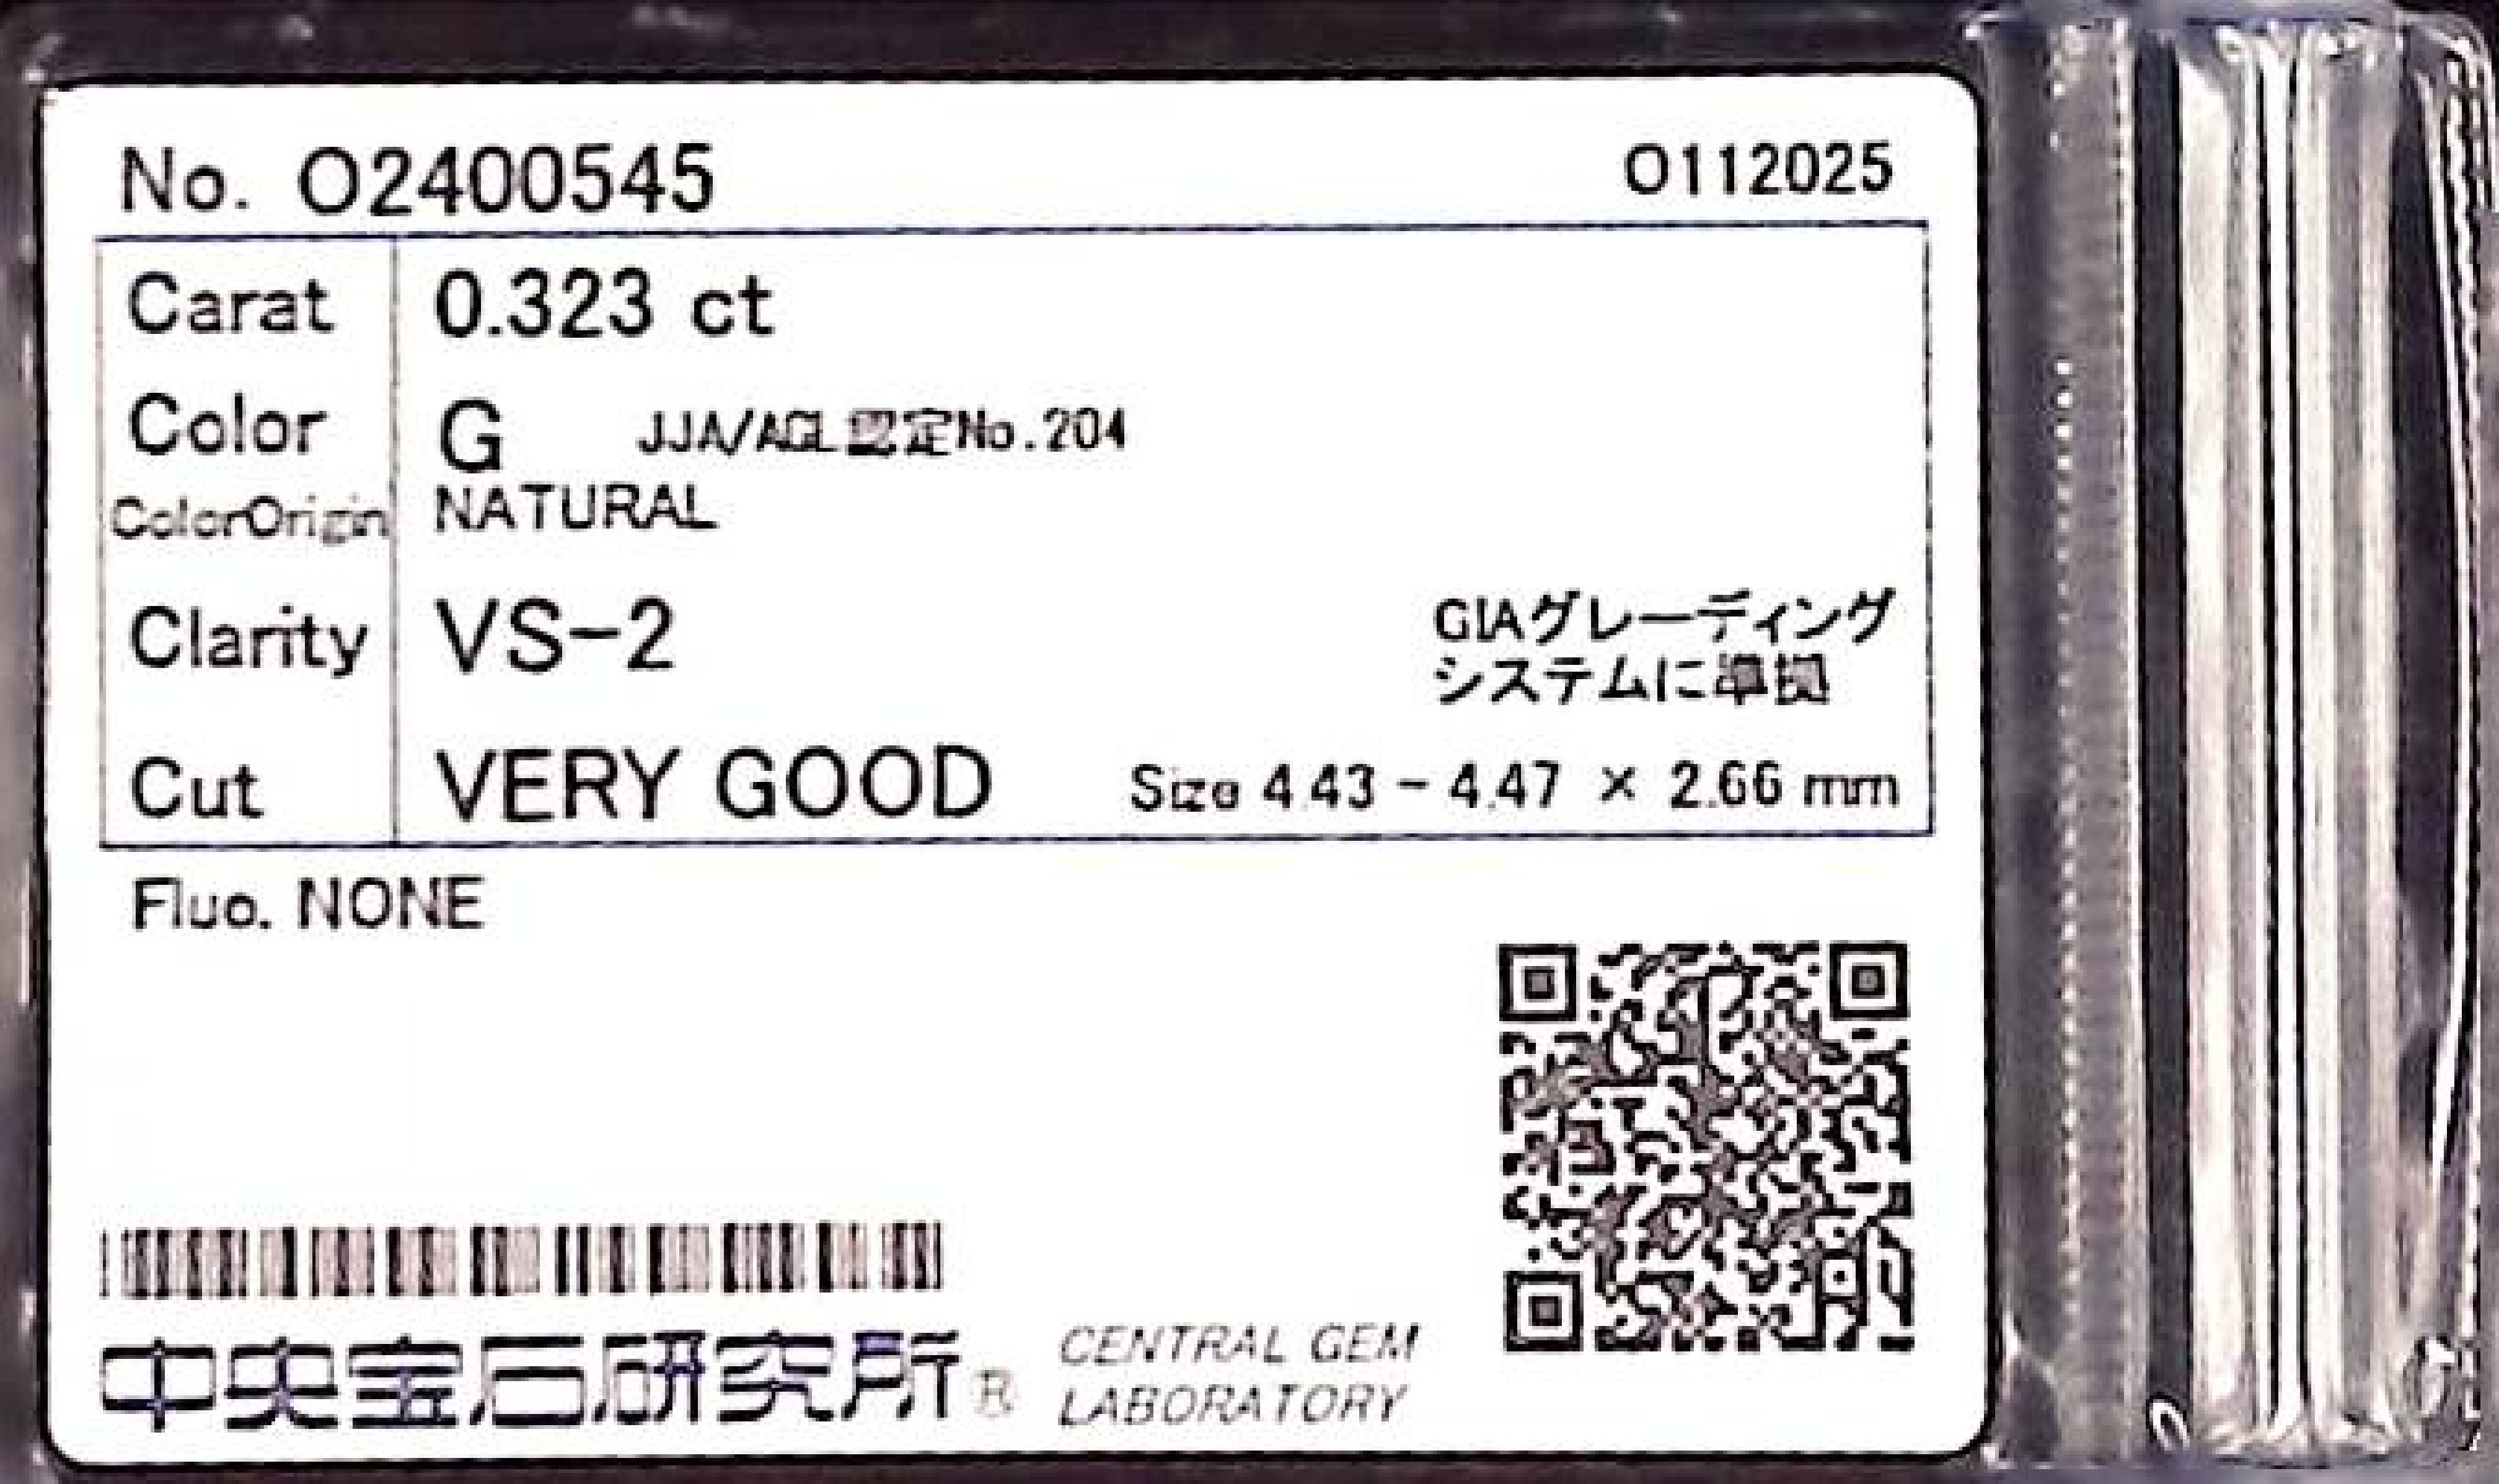 No. O2400545 O112025
Carat 0.323 ct
Color G JJA/AGL認定No.204
ColorOrigin NATURAL
Clarity VS-2
GIAグレーディング
システムに準拠
Cut VERY GOOD Size 4.43 - 4.47 × 2.66 mm
Fluo. NONE
中央宝石研究所® CENTRAL GEM
LABORATORY